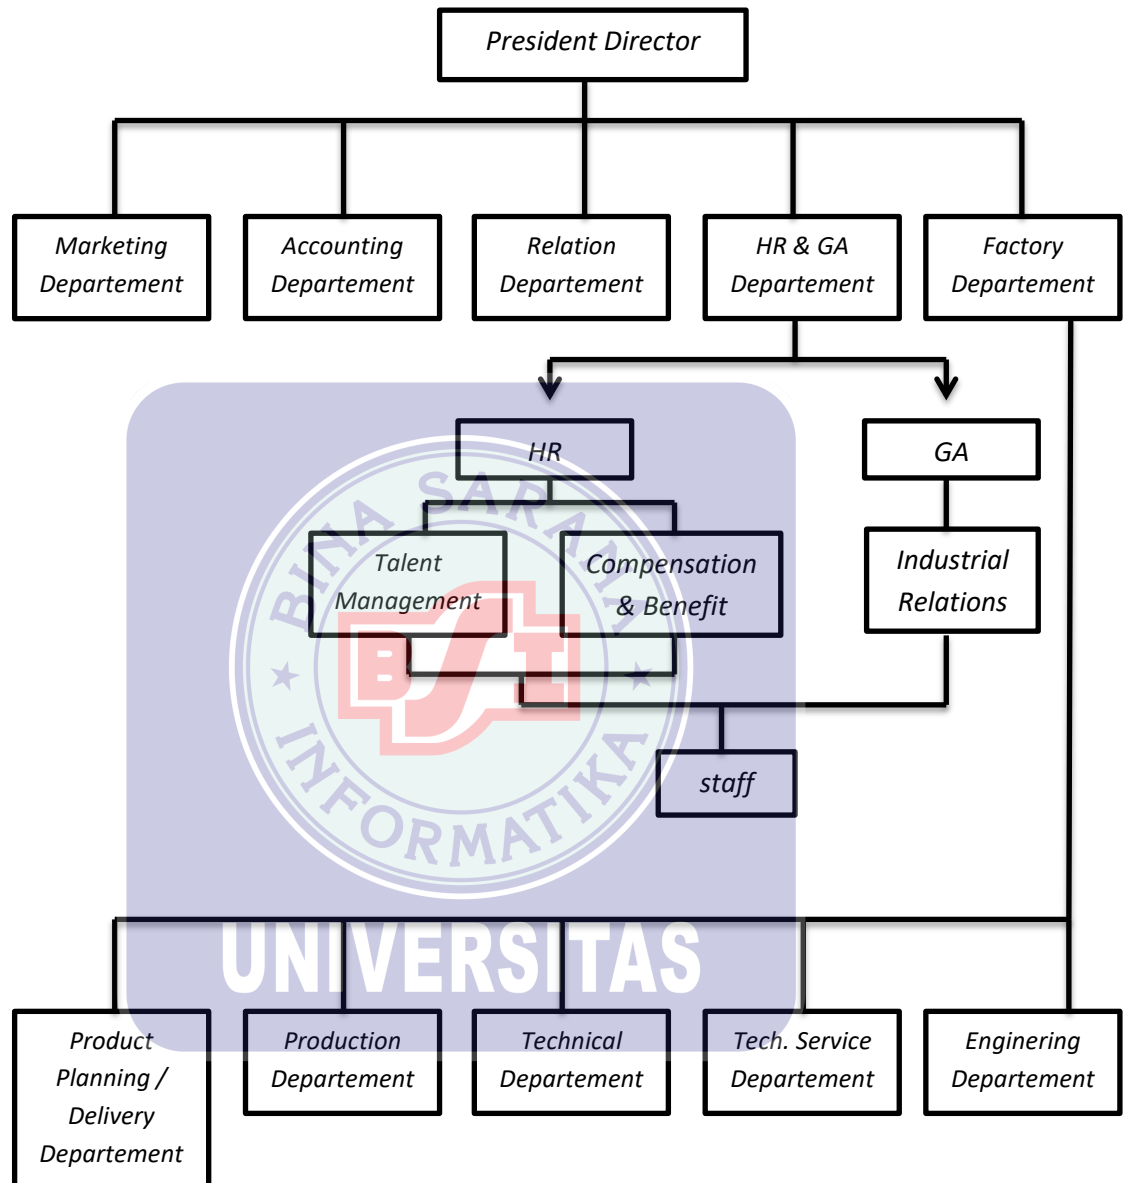 President Director
Marketing
Departement
Accounting
Departement
Relation
Departement
HR & GA
Departement
Factory
Departement
HR
GA
Talent
Management
Compensation
& Benefit
Industrial
Relations
staff
BINA SARANA
BSI
INFORMATIKA
UNIVERSITAS
Product
Planning /
Delivery
Departement
Production
Departement
Technical
Departement
Tech. Service
Departement
Enginering
Departement